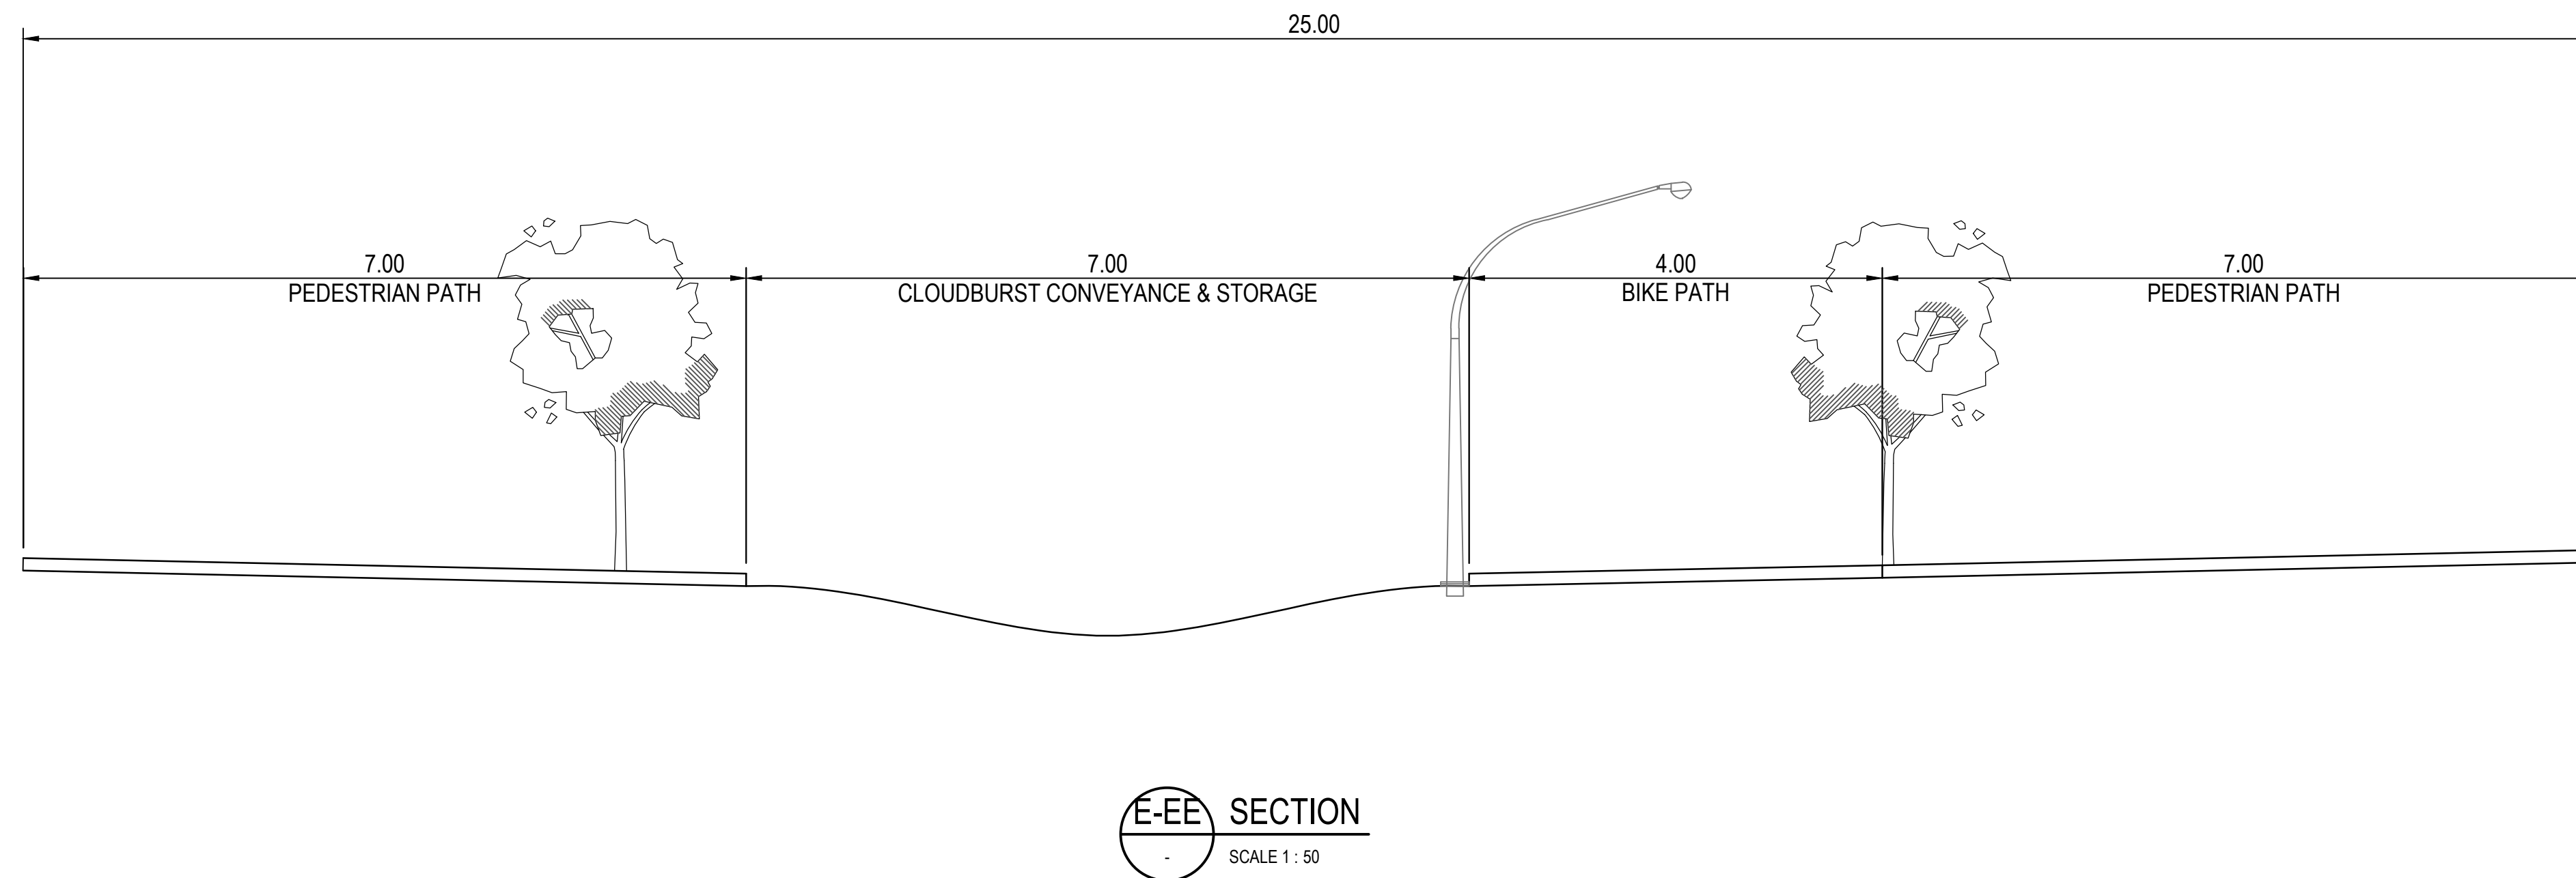 25.00
7.00
PEDESTRIAN PATH
7.00
CLOUDBURST CONVEYANCE & STORAGE
4.00
BIKE PATH
7.00
PEDESTRIAN PATH
E-EE SECTION
- SCALE 1 : 50